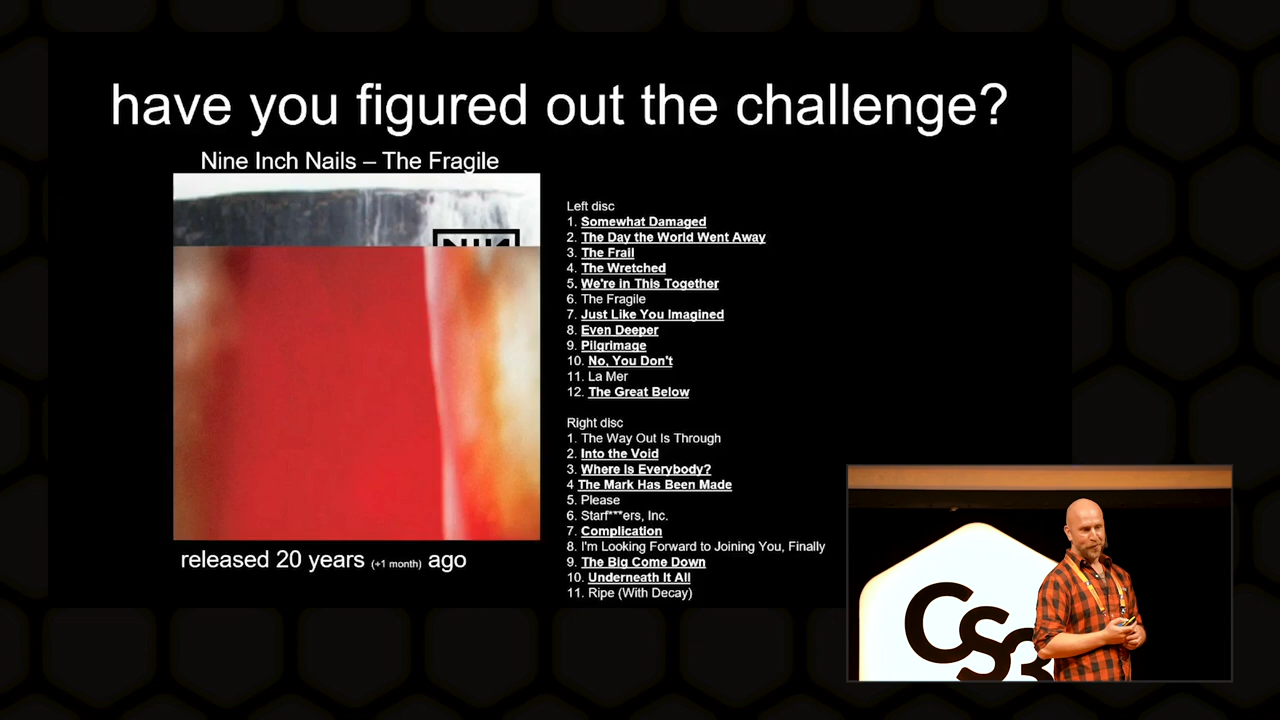 have you figured out the challenge?
Nine Inch Nails – The Fragile
NIN
released 20 years (+1 month) ago
Left disc
1. Somewhat Damaged
2. The Day the World Went Away
3. The Frail
4. The Wretched
5. We're in This Together
6. The Fragile
7. Just Like You Imagined
8. Even Deeper
9. Pilgrimage
10. No, You Don't
11. La Mer
12. The Great Below
Right disc
1. The Way Out Is Through
2. Into the Void
3. Where Is Everybody?
4 The Mark Has Been Made
5. Please
6. Starf***ers, Inc.
7. Complication
8. I'm Looking Forward to Joining You, Finally
9. The Big Come Down
10. Underneath It All
11. Ripe (With Decay)
CS3